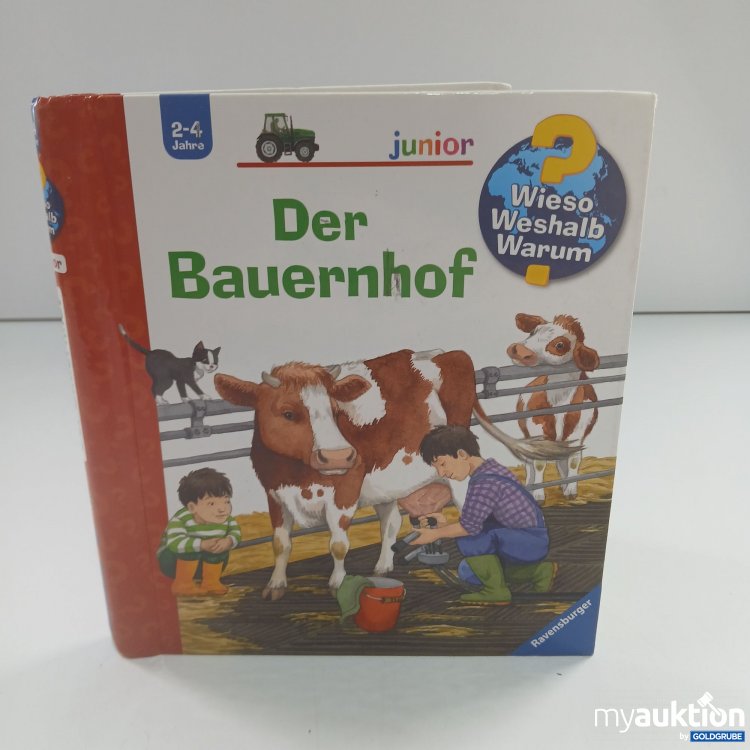 2-4
Jahre
junior
Wieso
Weshalb
Warum
?
Der
Bauernhof
Ravensburger
myauktion
by GOLDGRUBE